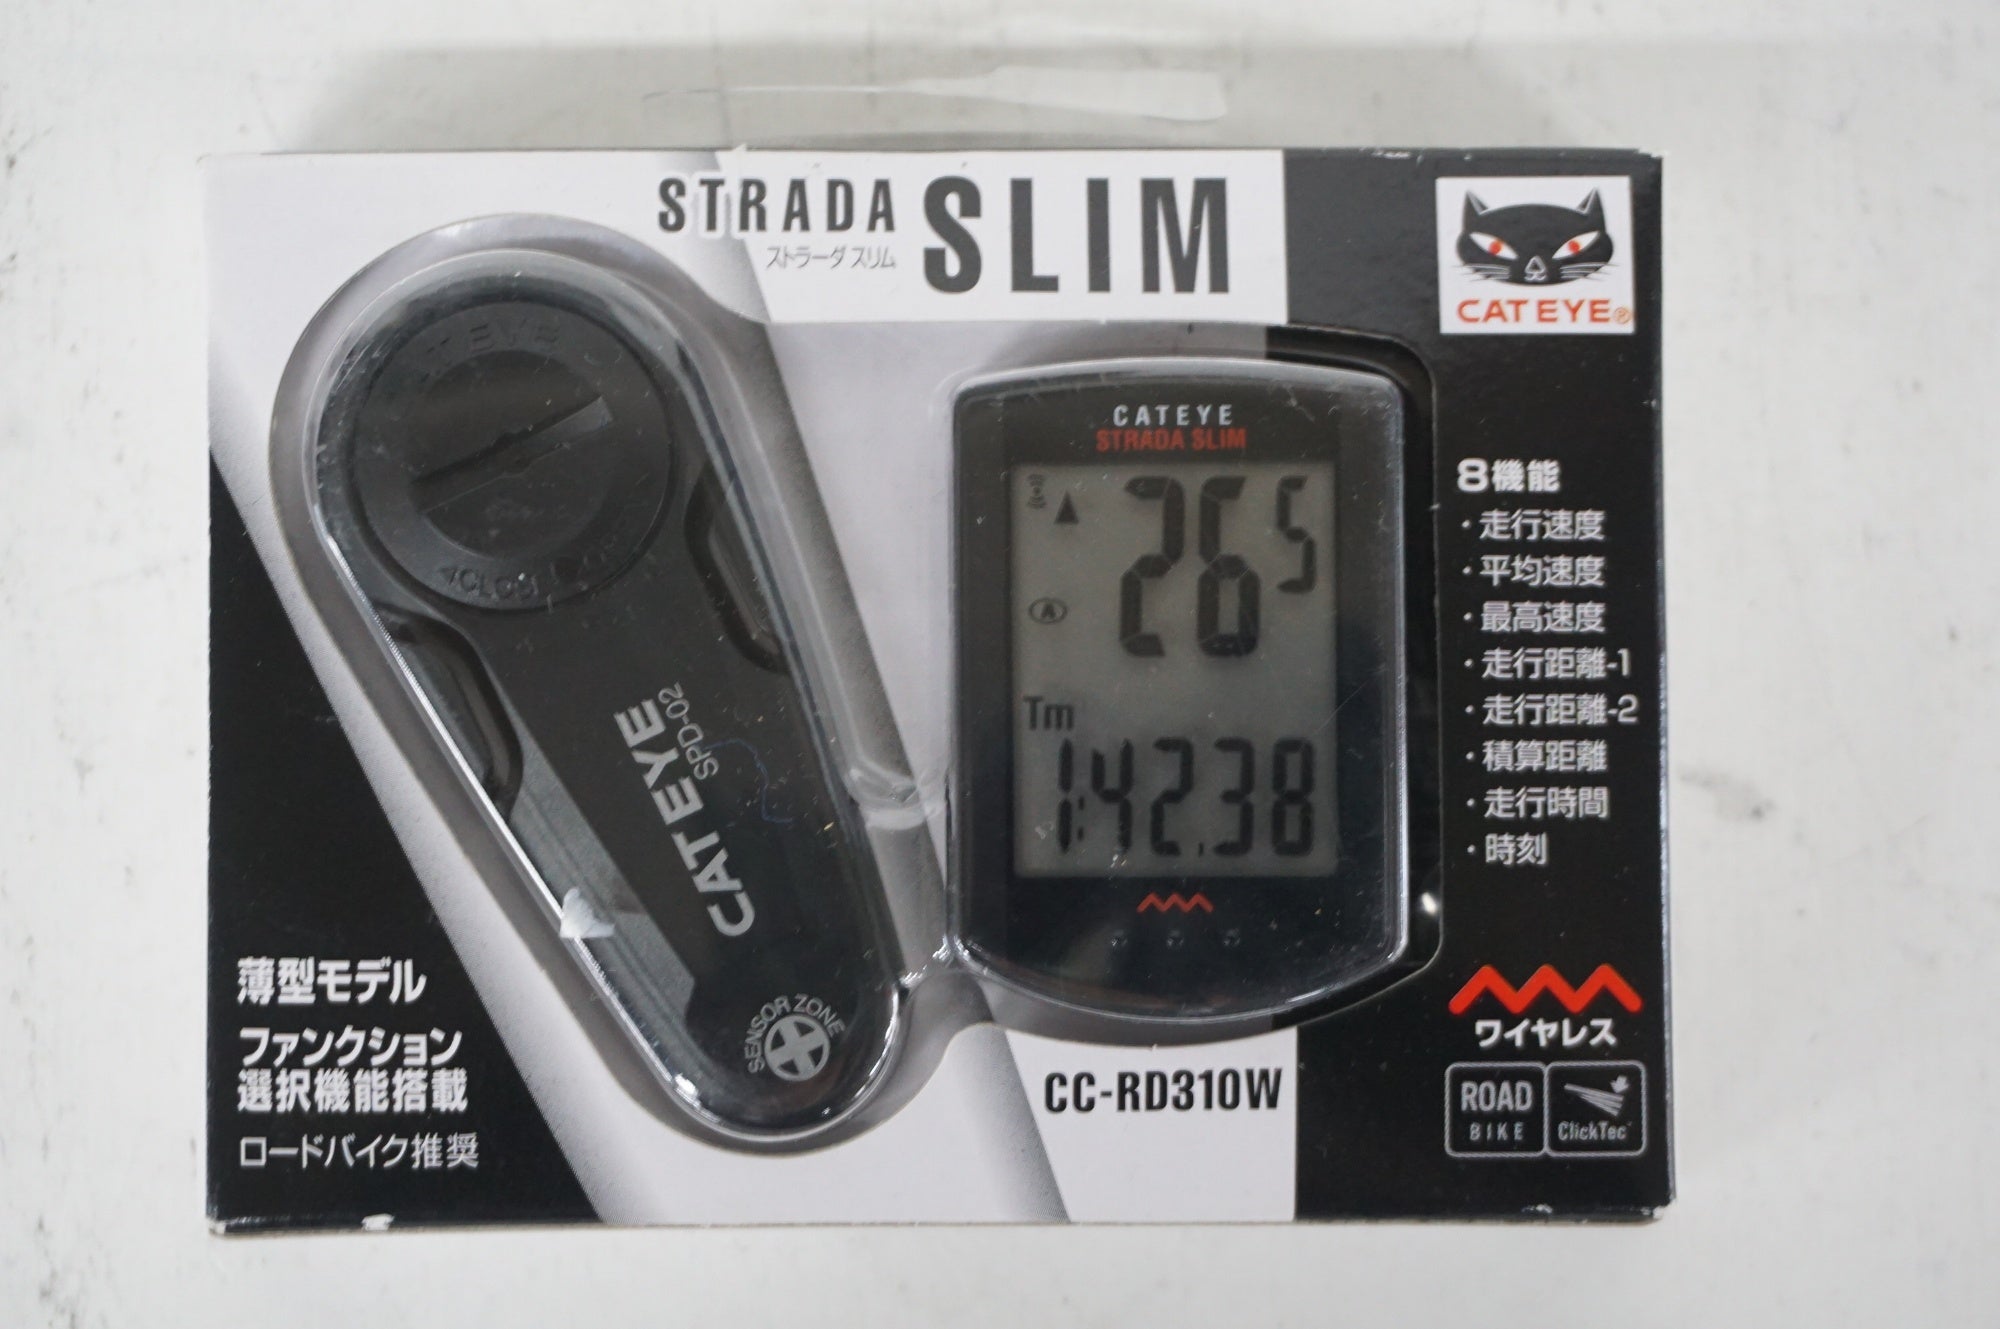 STRADA SLIM
ストラーダ スリム
CAT EYE®
CATEYE
STRADA SLIM
26.5
A
Tm
1:42.38
CLOSE
CATEYE
SPD-02
SENSOR ZONE
8機能
・走行速度
・平均速度
・最高速度
・走行距離-1
・走行距離-2
・積算距離
・走行時間
・時刻
薄型モデル
ファンクション
選択機能搭載
ロードバイク推奨
CC-RD310W
ワイヤレス
ROAD
BIKE
ClickTec